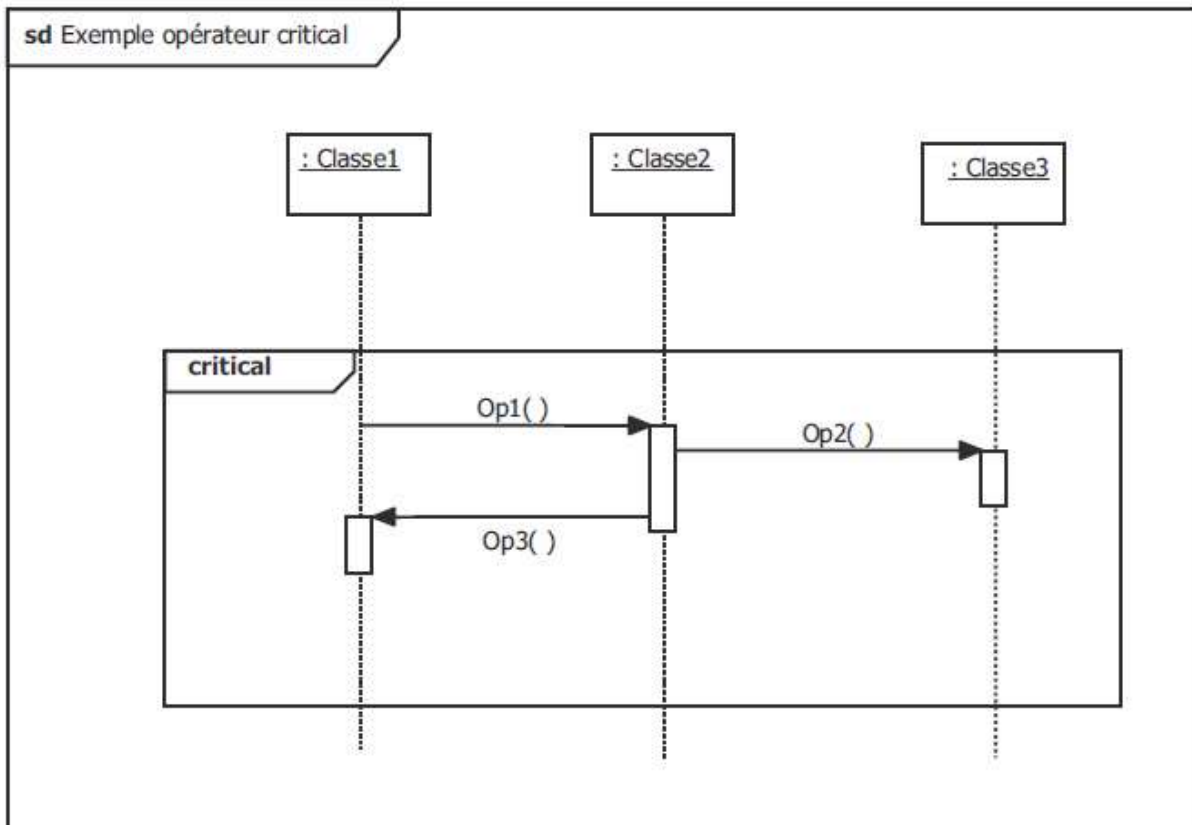 sd Exemple opérateur critical
: Classe1
: Classe2
: Classe3
critical
Op1( )
Op2( )
Op3( )